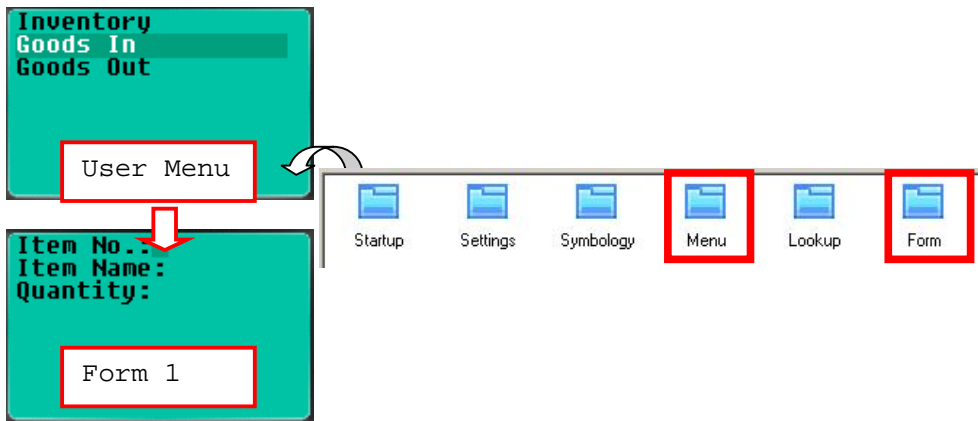 Inventory
Goods In
Goods Out
User Menu
Item No.:
Item Name:
Quantity:
Form 1
Startup Settings Symbology Menu Lookup Form